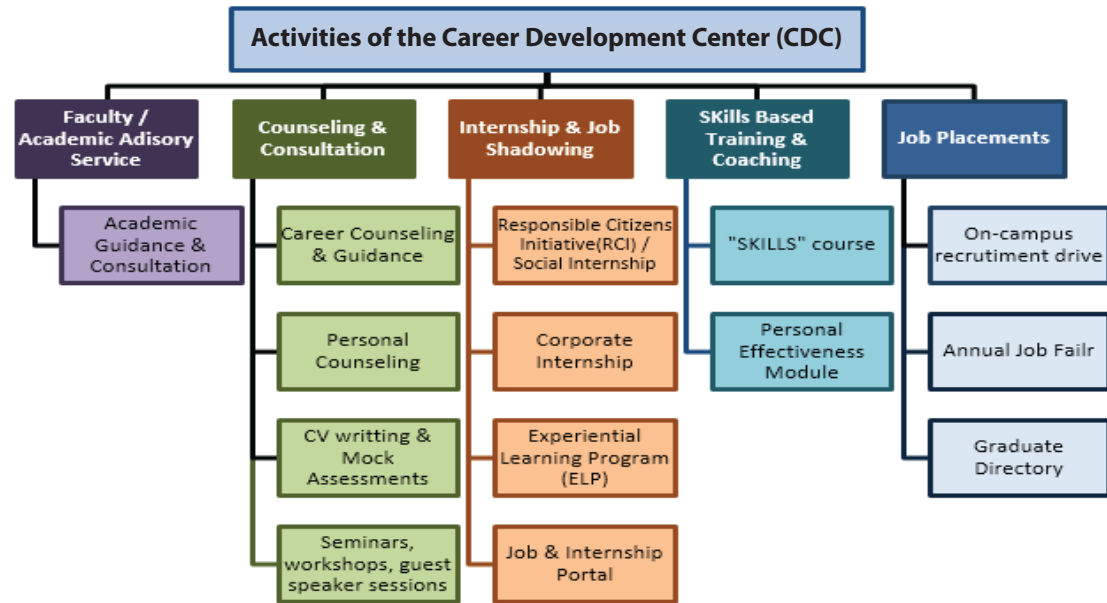 Activities of the Career Development Center (CDC)
Faculty /
Academic Adisory
Service
Counseling &
Consultation
Internship & Job
Shadowing
SKills Based
Training &
Coaching
Job Placements
Academic
Guidance &
Consultation
Career Counseling
& Guidance
Personal
Counseling
CV writting &
Mock
Assessments
Seminars,
workshops, guest
speaker sessions
Responsible Citizens
Initiative(RCI) /
Social Internship
Corporate
Internship
Experiential
Learning Program
(ELP)
Job & Internship
Portal
"SKILLS" course
Personal
Effectiveness
Module
On-campus
recrutiment drive
Annual Job Failr
Graduate
Directory